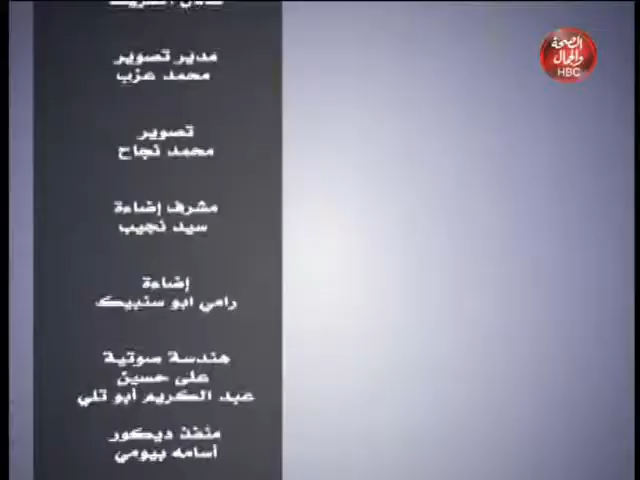 مدير تصوير
محمد عزب
تصوير
محمد نجاح
مشرف إضاءة
سيد نجيب
إضاءة
رامي ابو سنبيك
هندسة صوتية
على حسين
عبد الكريم أبو تلي
منفذ ديكور
أسامه بيومي
الصحة
والجمال
HBC